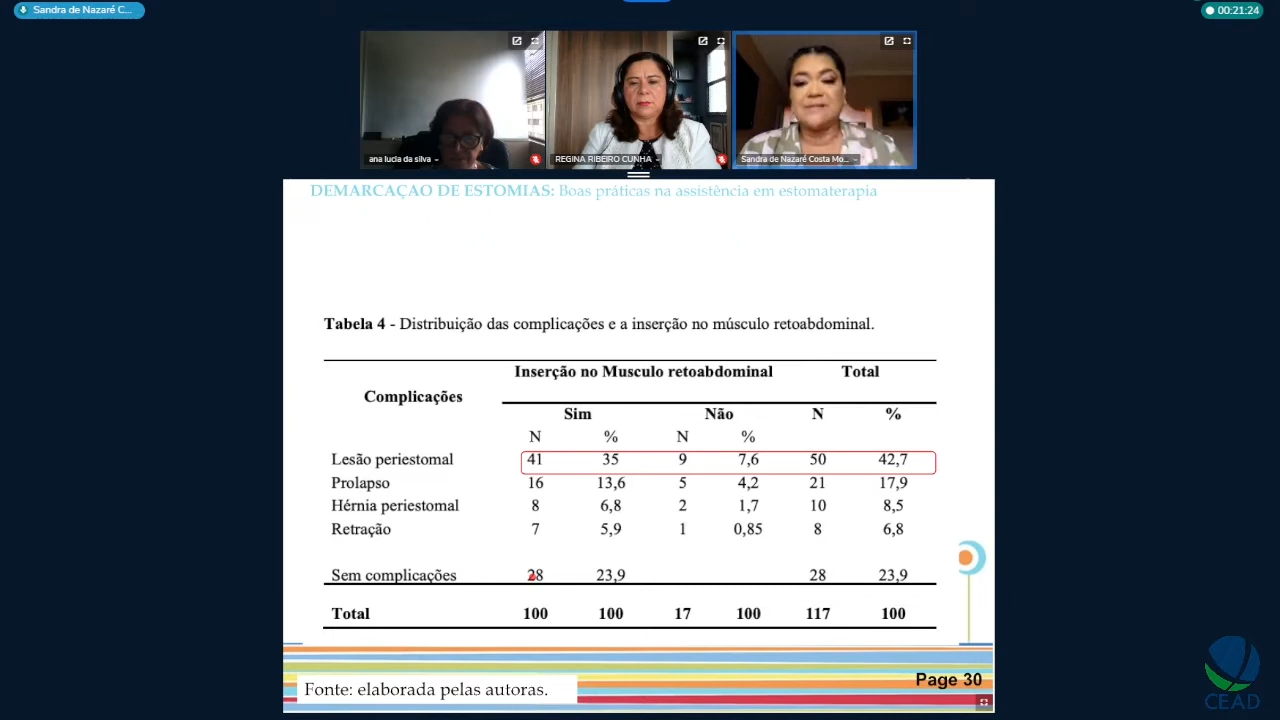 Sandra de Nazaré C...
00:21:24
ana lucia da silva
REGINA RIBEIRO CUNHA
Sandra de Nazaré Costa Mo...
DEMARCAÇAO DE ESTOMIAS: Boas práticas na assistência em estomaterapia
Tabela 4 - Distribuição das complicações e a inserção no músculo retoabdominal.
Complicações Inserção no Musculo retoabdominal Total
Sim Não N %
N % N %
Lesão periestomal 41 35 9 7,6 50 42,7
Prolapso 16 13,6 5 4,2 21 17,9
Hérnia periestomal 8 6,8 2 1,7 10 8,5
Retração 7 5,9 1 0,85 8 6,8
Sem complicações 28 23,9 28 23,9
Total 100 100 17 100 117 100
Fonte: elaborada pelas autoras.
Page 30
CEAD